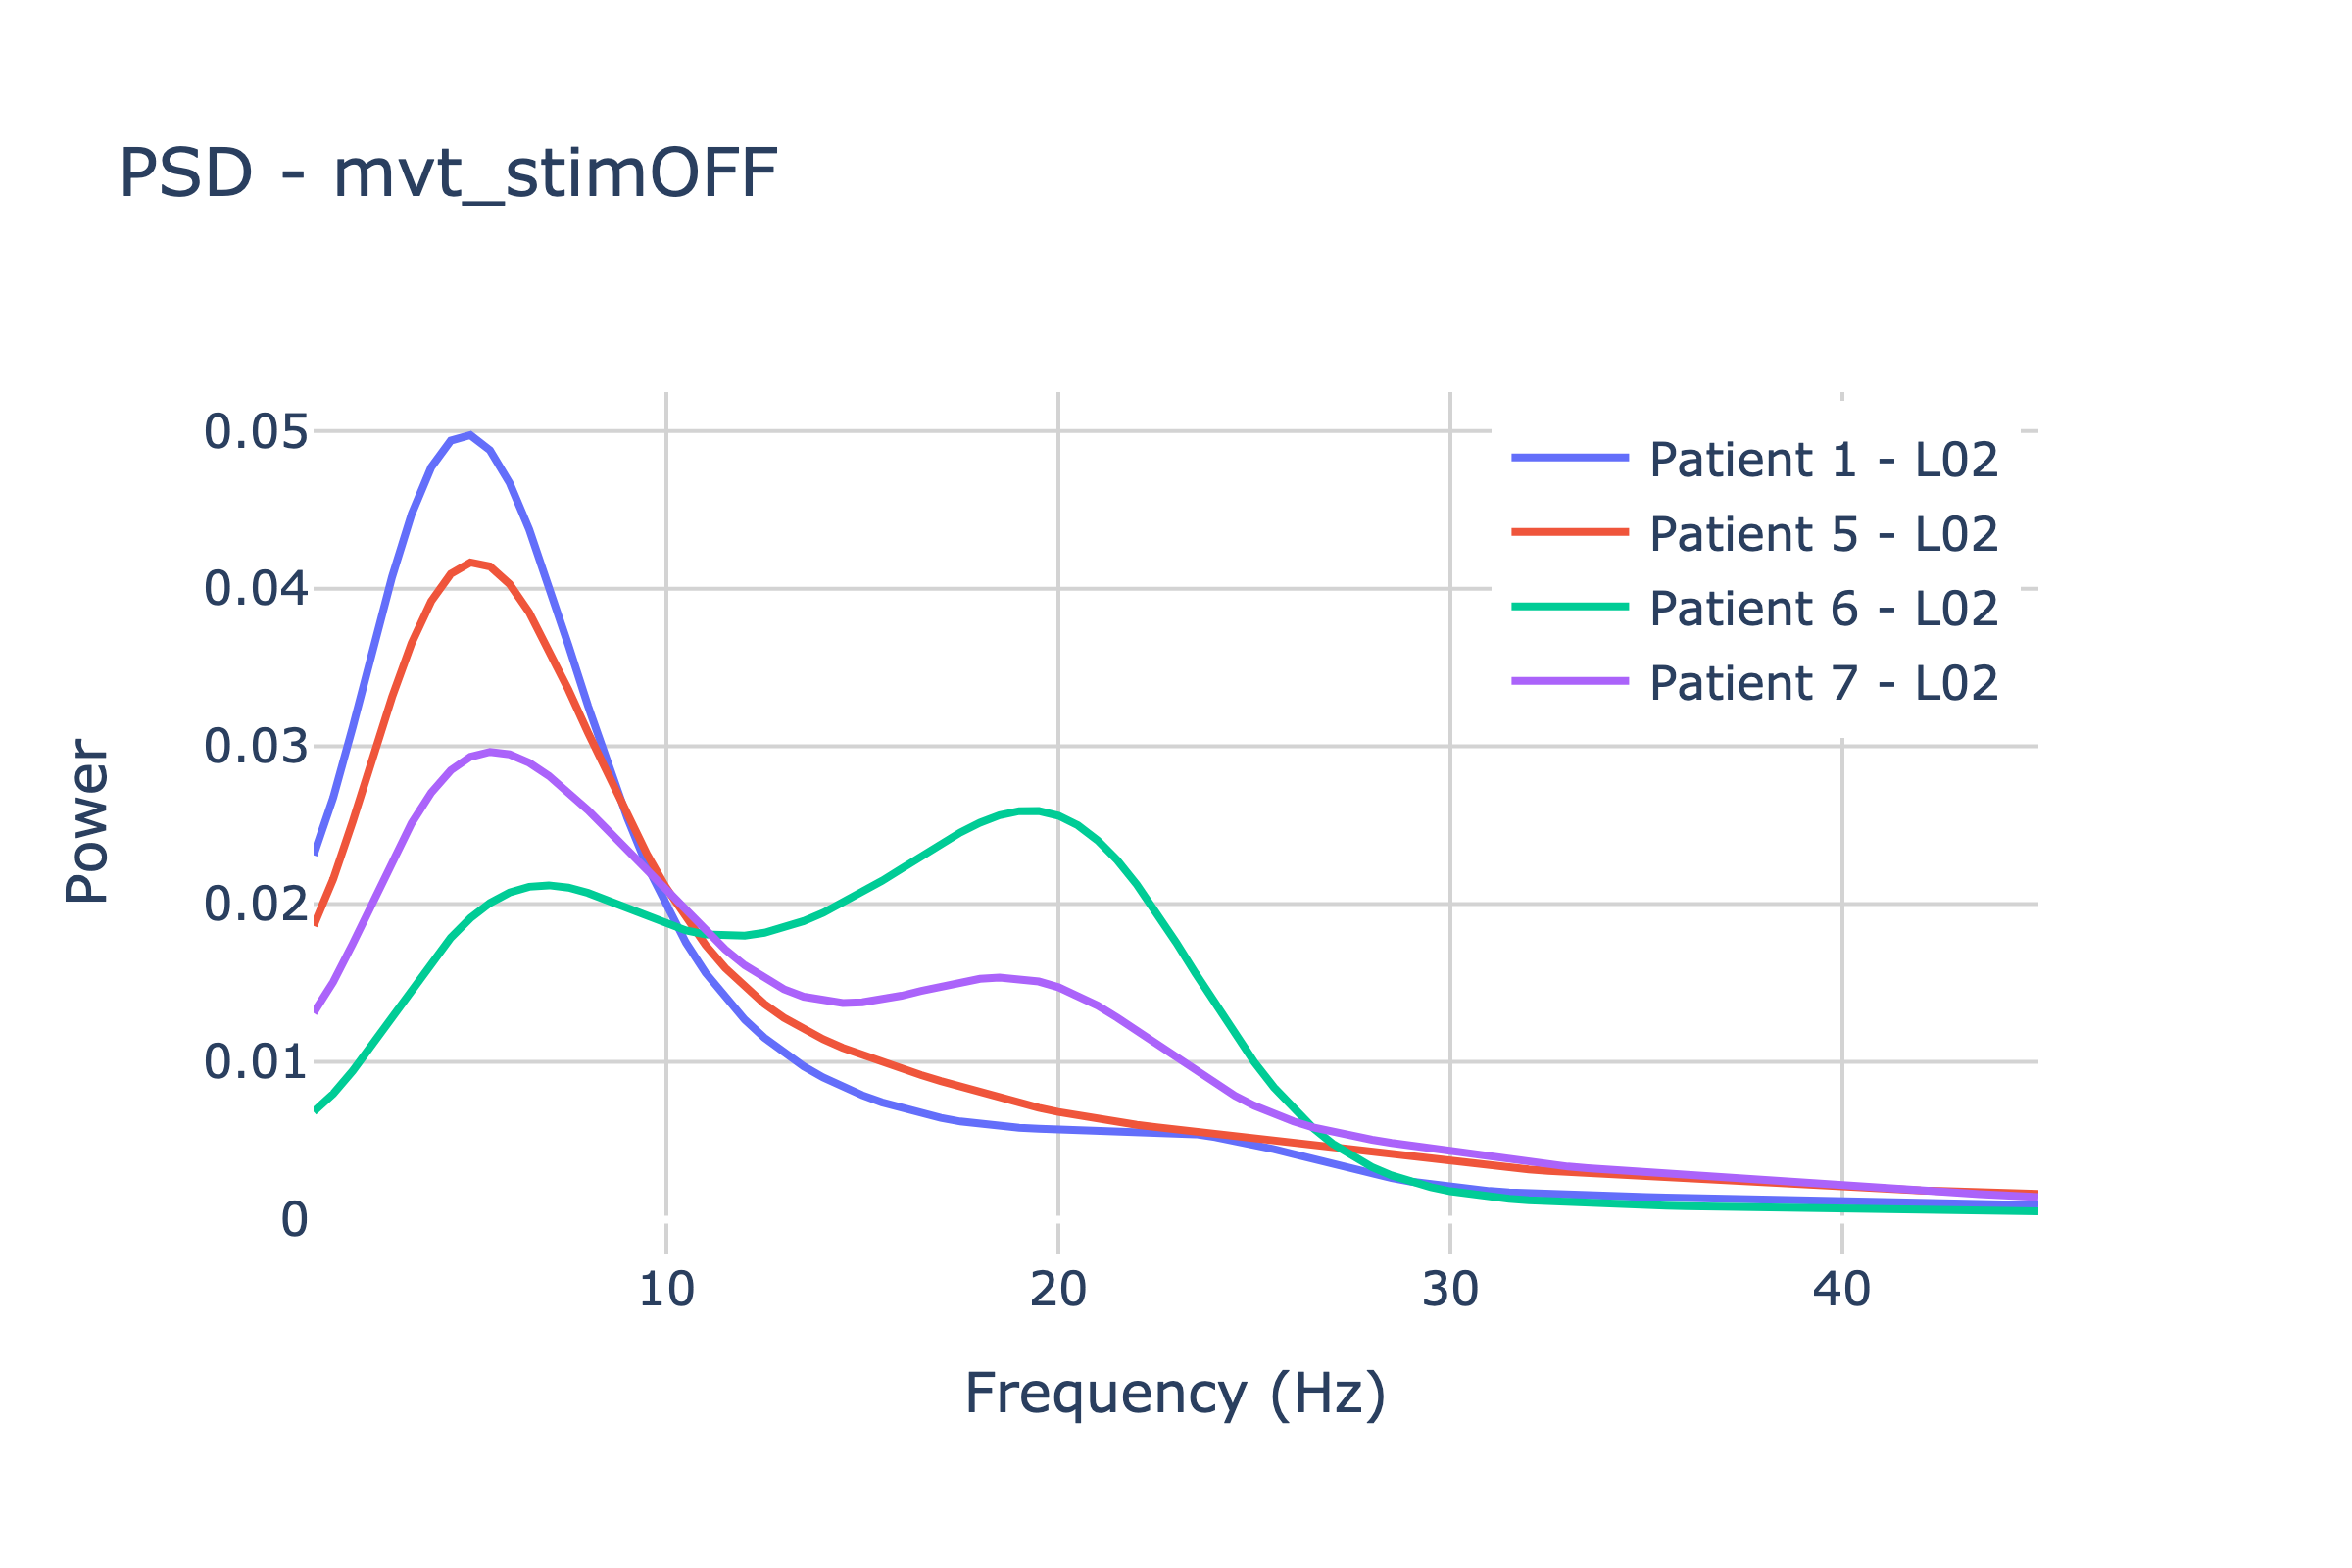 PSD - mvt_stimOFF
Power
0.05
0.04
0.03
0.02
0.01
0
10
20
30
40
Frequency (Hz)
Patient 1 - L02
Patient 5 - L02
Patient 6 - L02
Patient 7 - L02